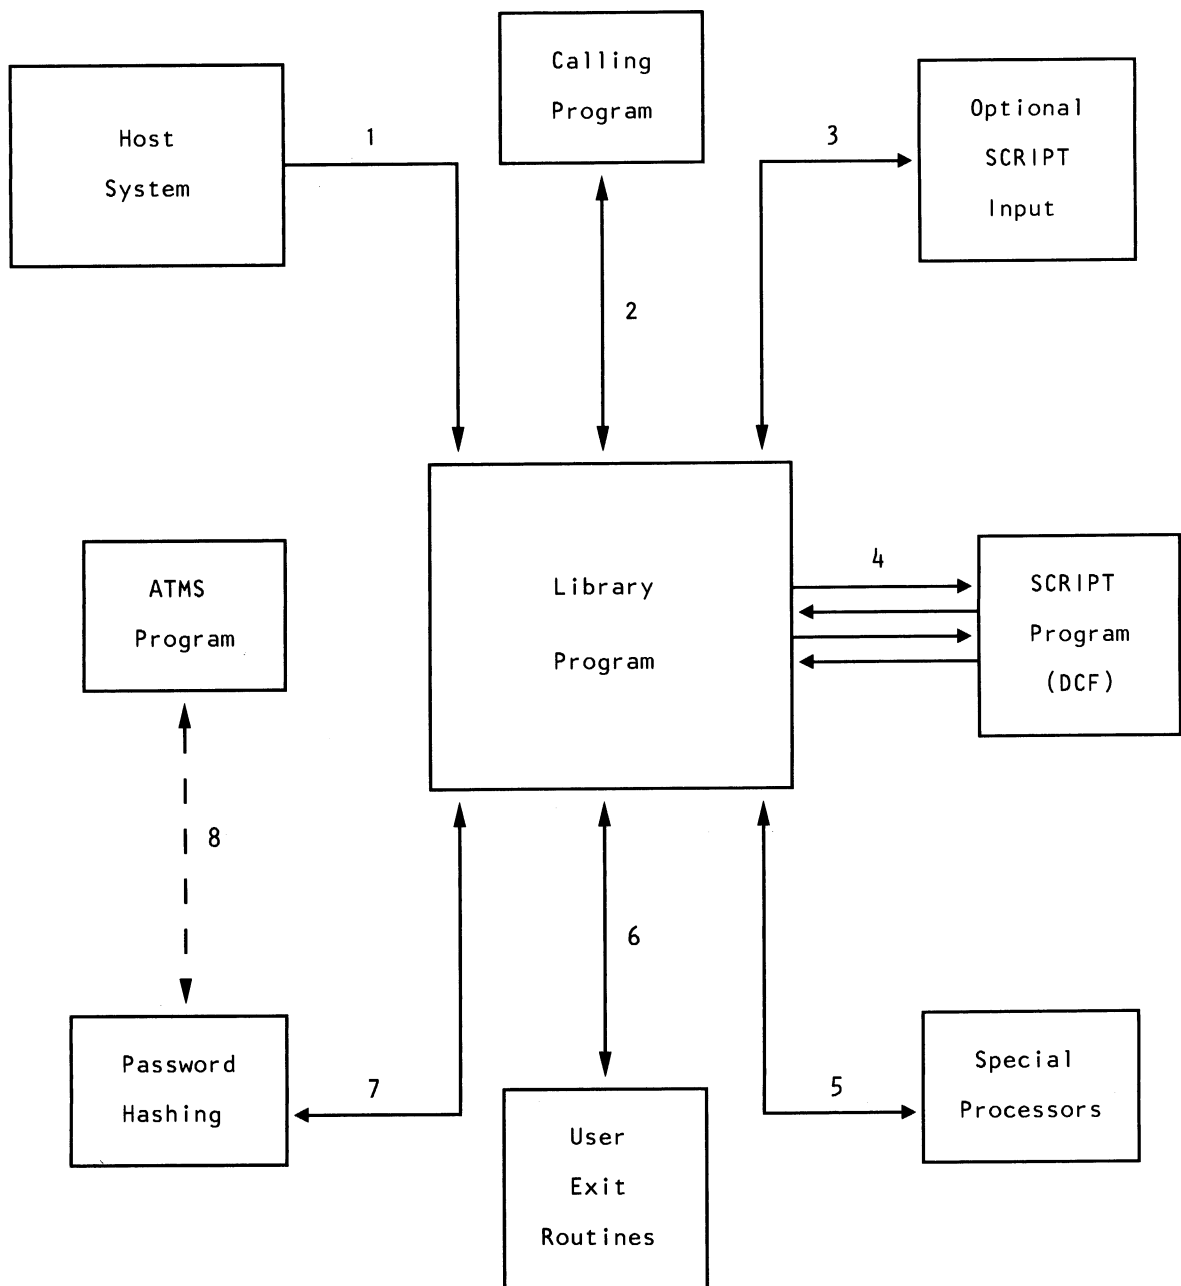 Calling
Program
Host
System
1
3
Optional
SCRIPT
Input
2
Library
Program
4
SCRIPT
Program
(DCF)
ATMS
Program
8
6
Password
Hashing
7
5
Special
Processors
User
Exit
Routines